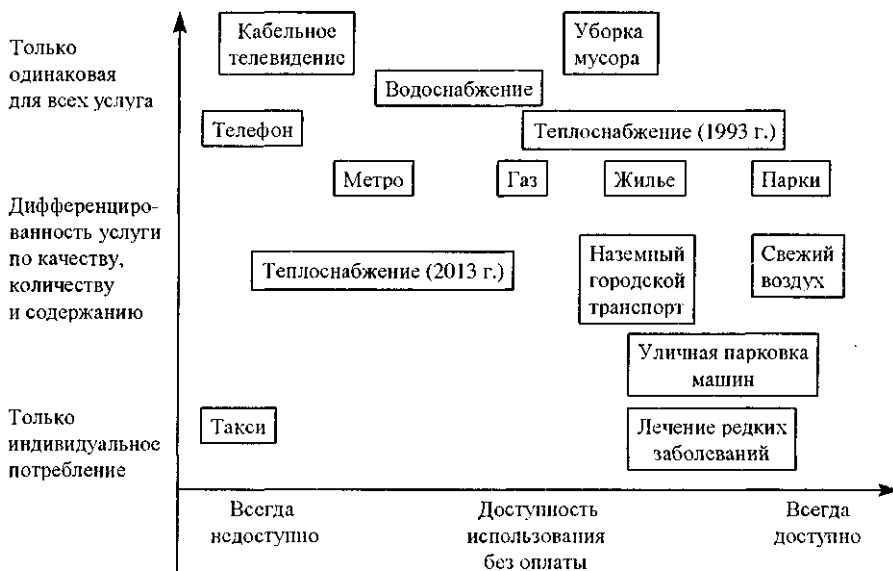 Только
одинаковая
для всех услуга
Кабельное
телевидение
Уборка
мусора
Водоснабжение
Телефон
Теплоснабжение (1993 г.)
Метро
Газ
Жилье
Парки
Дифференциро-
ванность услуги
по качеству,
количеству
и содержанию
Теплоснабжение (2013 г.)
Наземный
городской
транспорт
Свежий
воздух
Уличная парковка
машин
Только
индивидуальное
потребление
Такси
Лечение редких
заболеваний
Всегда
недоступно
Доступность
использования
без оплаты
Всегда
доступно